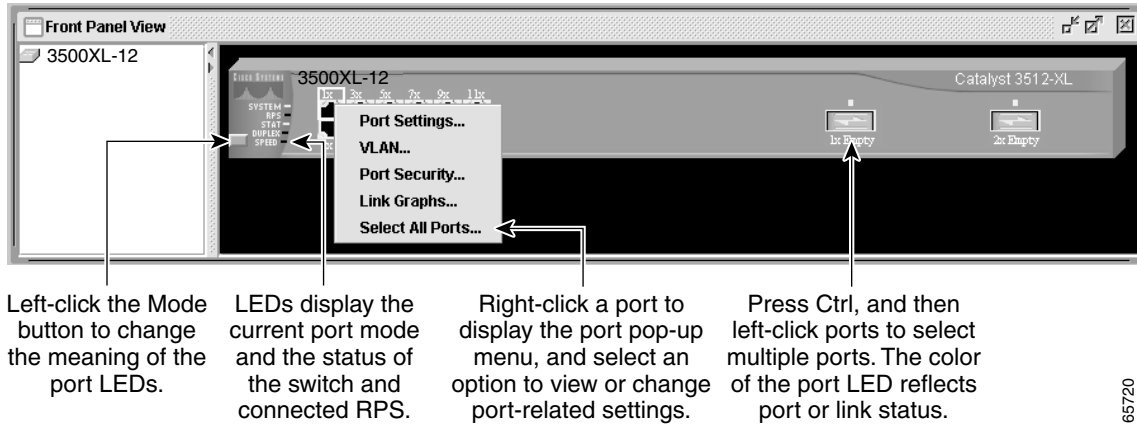 Front Panel View
3500XL-12
CISCO SYSTEMS
3500XL-12
Catalyst 3512-XL
1x 3x 5x 7x 9x 11x
SYSTEM
RPS
STAT
DUPLEX
SPEED
Port Settings...
VLAN...
Port Security...
Link Graphs...
Select All Ports...
1x Empty
2x Empty
Left-click the Mode
button to change
the meaning of the
port LEDs.
LEDs display the
current port mode
and the status of
the switch and
connected RPS.
Right-click a port to
display the port pop-up
menu, and select an
option to view or change
port-related settings.
Press Ctrl, and then
left-click ports to select
multiple ports. The color
of the port LED reflects
port or link status.
65720